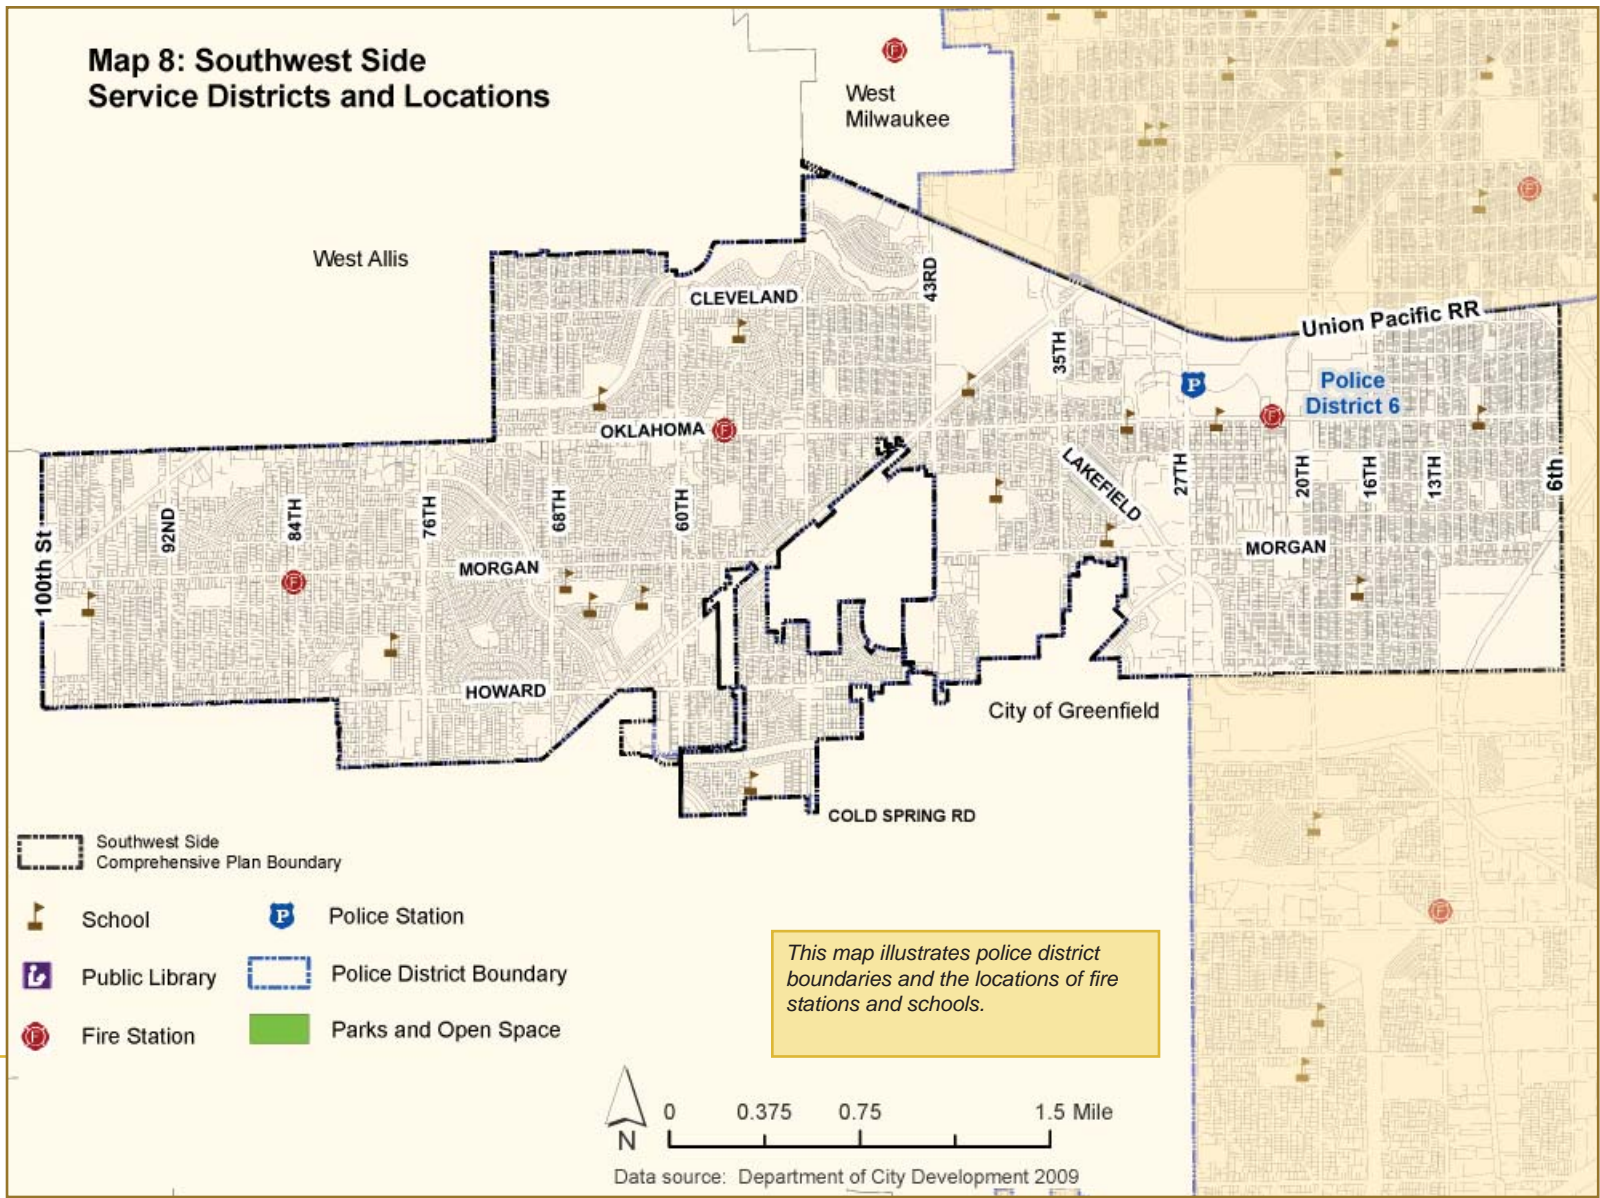 Map 8: Southwest Side
Service Districts and Locations
F
West
Milwaukee
F
West Allis
43RD
CLEVELAND
Union Pacific RR
35TH
P
Police
District 6
F
OKLAHOMA
F
LAKEFIELD
27TH
20TH
16TH
13TH
6th
100th St
92ND
84TH
76TH
68TH
60TH
MORGAN
MORGAN
F
HOWARD
City of Greenfield
COLD SPRING RD
Southwest Side
Comprehensive Plan Boundary
School
P
Police Station
Public Library
Police District Boundary
F
Fire Station
Parks and Open Space
This map illustrates police district
boundaries and the locations of fire
stations and schools.
F
N
0 0.375 0.75 1.5 Mile
Data source: Department of City Development 2009